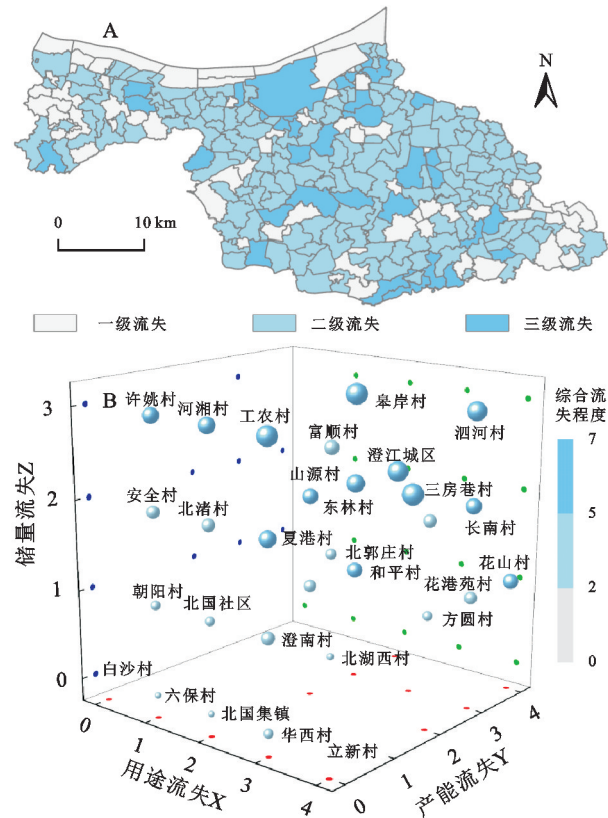 A
N
0 10 km
一级流失 二级流失 三级流失
B
综合流失程度
7
5
2
0
储量流失Z
3
2
1
0
用途流失X
0 1 2 3 4
产能流失Y
0 1 2 3 4
许姚村 河湘村 工农村 皋岸村 泗河村
富顺村 澄江城区
山源村 三房巷村
安全村 北渚村 东林村 长南村
夏港村 北郭庄村 花山村
和平村 花港苑村
朝阳村 北国社区 方圆村
澄南村 北湖西村
白沙村 六保村
北国集镇
华西村 立新村